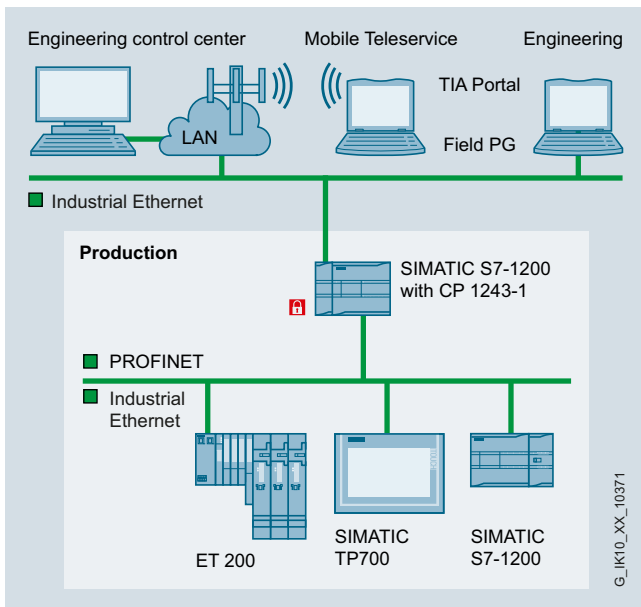 Engineering control center
Mobile Teleservice
Engineering
TIA Portal
LAN
Field PG
Industrial Ethernet
Production
SIMATIC S7-1200
with CP 1243-1
PROFINET
Industrial
Ethernet
ET 200
SIMATIC
TP700
SIMATIC
S7-1200
G_IK10_XX_10371